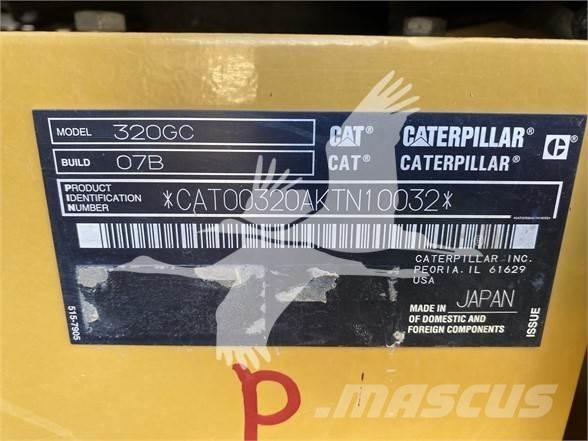 MODEL 320GC
BUILD 07B
CAT® CATERPILLAR®
CAT® CATERPILLAR®
C
PRODUCT
IDENTIFICATION
NUMBER
*CAT00320AKTN10032*
CATERPILLAR INC.
PEORIA, IL 61629
USA
MADE IN JAPAN
OF DOMESTIC AND
FOREIGN COMPONENTS
ISSUE
515-7905
P
P.mascus